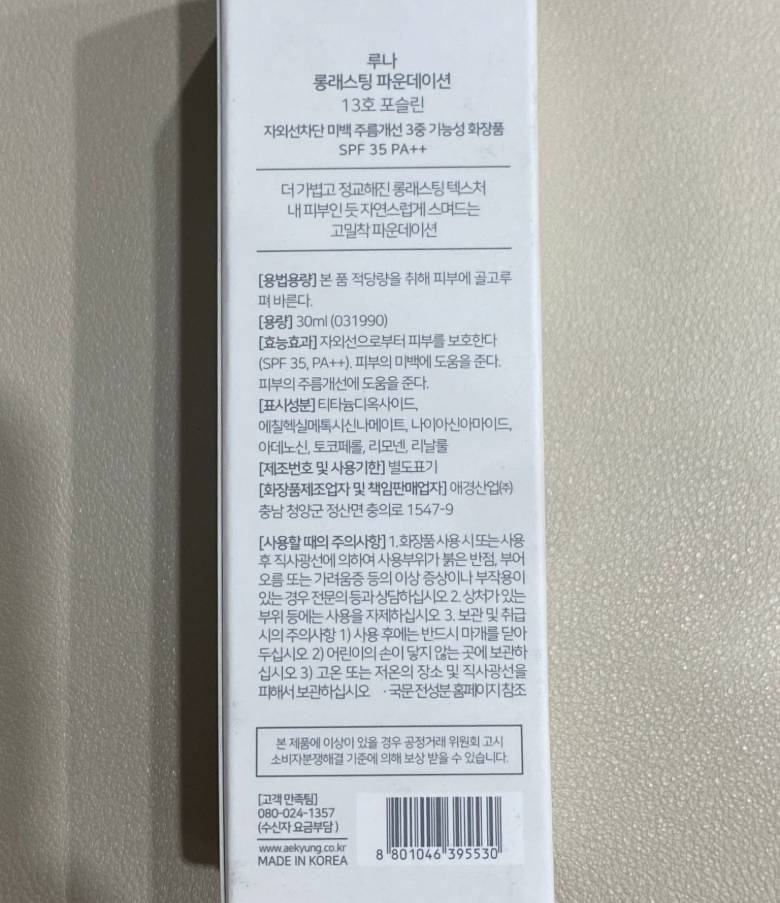 루나
롱래스팅 파운데이션
13호 포슬린
자외선차단 미백 주름개선 3중 기능성 화장품
SPF 35 PA++
더 가볍고 정교해진 롱래스팅 텍스처
내 피부인 듯 자연스럽게 스며드는
고밀착 파운데이션
[용법용량] 본 품 적당량을 취해 피부에 골고루
펴 바른다.
[용량] 30ml (031990)
[효능효과] 자외선으로부터 피부를 보호한다
(SPF 35, PA++). 피부의 미백에 도움을 준다.
피부의 주름개선에 도움을 준다.
[표시성분] 티타늄디옥사이드,
에칠헥실메톡시신나메이트, 나이아신아마이드,
아데노신, 토코페롤, 리모넨, 리날룰
[제조번호 및 사용기한] 별도표기
[화장품제조업자 및 책임판매업자] 애경산업㈜
충남 청양군 정산면 충의로 1547-9
[사용할 때의 주의사항] 1.화장품 사용 시 또는 사용
후 직사광선에 의하여 사용부위가 붉은 반점, 부어
오름 또는 가려움증 등의 이상 증상이나 부작용이
있는 경우 전문의 등과 상담하십시오 2. 상처가 있는
부위 등에는 사용을 자제하십시오 3. 보관 및 취급
시의 주의사항 1) 사용 후에는 반드시 마개를 닫아
두십시오 2) 어린이의 손이 닿지 않는 곳에 보관하
십시오 3) 고온 또는 저온의 장소 및 직사광선을
피해서 보관하십시오 · 국문 전성분 홈페이지 참조
본 제품에 이상이 있을 경우 공정거래 위원회 고시
소비자분쟁해결 기준에 의해 보상 받을 수 있습니다.
[고객 만족팀]
080-024-1357
(수신자 요금부담)
www.aekyung.co.kr
MADE IN KOREA
8 801046 395530